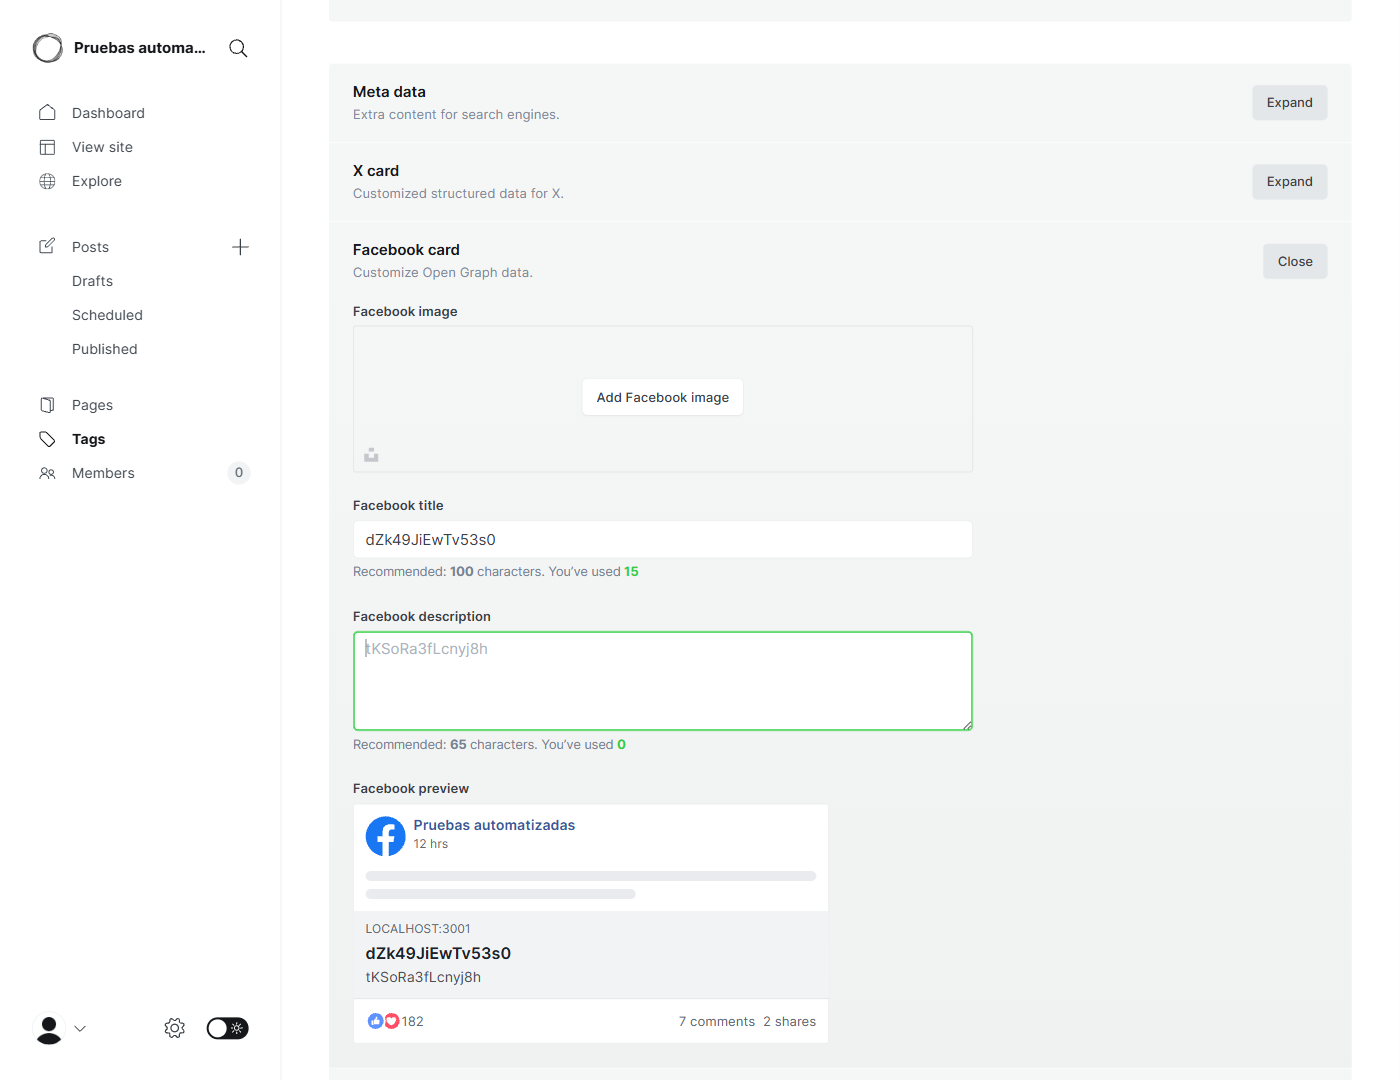 Pruebas automa...
Dashboard
View site
Explore
Posts
Drafts
Scheduled
Published
Pages
Tags
Members 0
Meta data
Extra content for search engines.
Expand
X card
Customized structured data for X.
Expand
Facebook card
Customize Open Graph data.
Close
Facebook image
Add Facebook image
Facebook title
dZk49JiEwTv53s0
Recommended: 100 characters. You’ve used 15
Facebook description
tKSoRa3fLcnyj8h
Recommended: 65 characters. You’ve used 0
Facebook preview
Pruebas automatizadas
12 hrs
LOCALHOST:3001
dZk49JiEwTv53s0
tKSoRa3fLcnyj8h
182 7 comments 2 shares